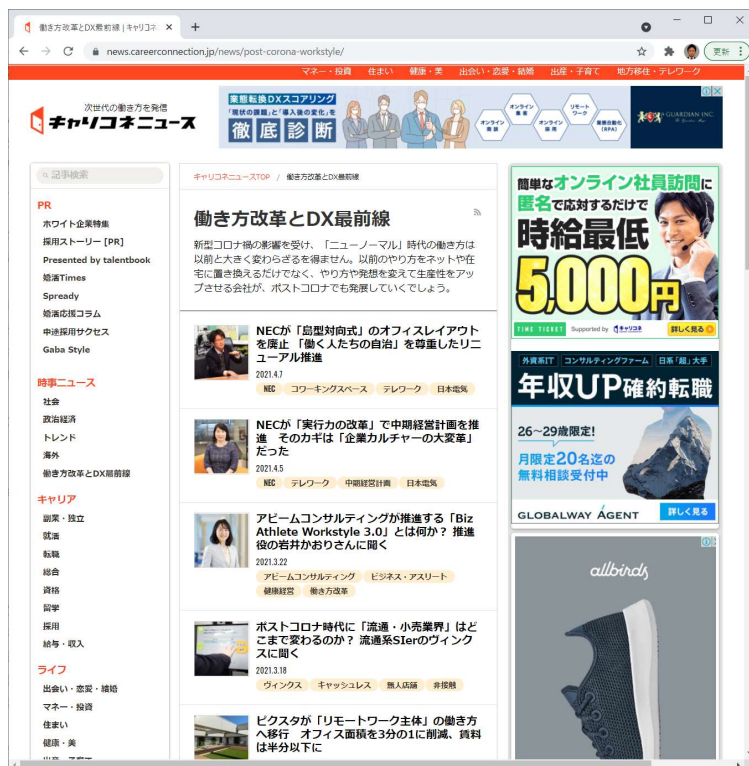 働き方改革とDX最前線 | キャリコネ
news.careerconnection.jp/news/post-corona-workstyle/
更新
マネー・投資 住まい 健康・美 出会い・恋愛・結婚 出産・子育て 地方移住・テレワーク
次世代の働き方を発信
キャリコネニュース
業態転換DXスコアリング
「現状の課題」と「導入後の変化」を
徹底診断
オンライン商談
オンライン集客
オンライン採用
リモートワーク
業務自動化(RPA)
GUARDIAN INC.
記事検索
PR
ホワイト企業特集
採用ストーリー [PR]
Presented by talentbook
婚活Times
Spready
婚活応援コラム
中途採用サクセス
Gaba Style
時事ニュース
社会
政治経済
トレンド
海外
働き方改革とDX最前線
キャリア
副業・独立
就活
転職
総合
資格
留学
採用
給与・収入
ライフ
出会い・恋愛・結婚
マネー・投資
住まい
健康・美
キャリコネニュースTOP / 働き方改革とDX最前線
働き方改革とDX最前線
新型コロナ禍の影響を受け、「ニューノーマル」時代の働き方は
以前と大きく変わらざるを得ません。以前のやり方をネットや在
宅に置き換えるだけでなく、やり方や発想を変えて生産性をアッ
プさせる会社が、ポストコロナでも発展していくでしょう。
NECが「島型対向式」のオフィスレイアウト
を廃止 「働く人たちの自治」を尊重したリニ
ューアル推進
2021.4.7
NEC コワーキングスペース テレワーク 日本電気
NECが「実行力の改革」で中期経営計画を推
進 そのカギは「企業カルチャーの大変革」
だった
2021.4.5
NEC テレワーク 中期経営計画 日本電気
アビームコンサルティングが推進する「Biz
Athlete Workstyle 3.0」とは何か？ 推進
役の岩井かおりさんに聞く
2021.3.22
アビームコンサルティング ビジネス・アスリート
健康経営 働き方改革
ポストコロナ時代に「流通・小売業界」はど
こまで変わるのか？ 流通系SIerのヴィンク
スに聞く
2021.3.18
ヴィンクス キャッシュレス 無人店舗 非接触
ピクスタが「リモートワーク主体」の働き方
へ移行 オフィス面積を3分の1に削減、賃料
は半分以下に
簡単なオンライン社員訪問に
匿名で応対するだけで
時給最低
5,000円
TIME TICKET Supported by キャリコネ 詳しく見る
外資系IT コンサルティングファーム 日系「超」大手
年収UP確約転職
26～29歳限定!
月限定20名迄の
無料相談受付中
GLOBALWAY AGENT 詳しく見る
allbirds